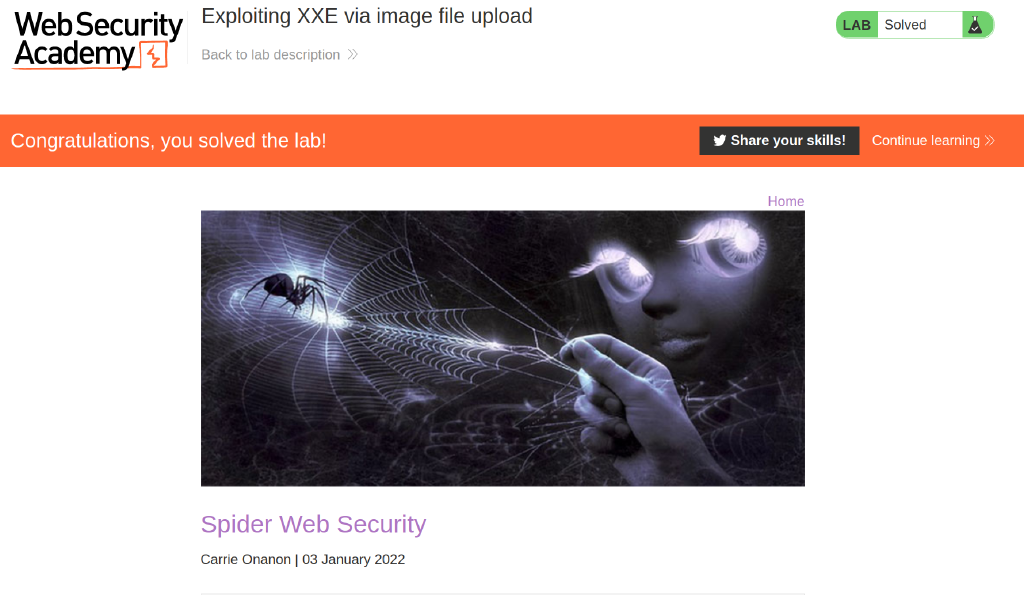 Web Security
Academy
Exploiting XXE via image file upload
Back to lab description
LAB Solved
Congratulations, you solved the lab!
Share your skills!
Continue learning
Home
Spider Web Security
Carrie Onanon | 03 January 2022